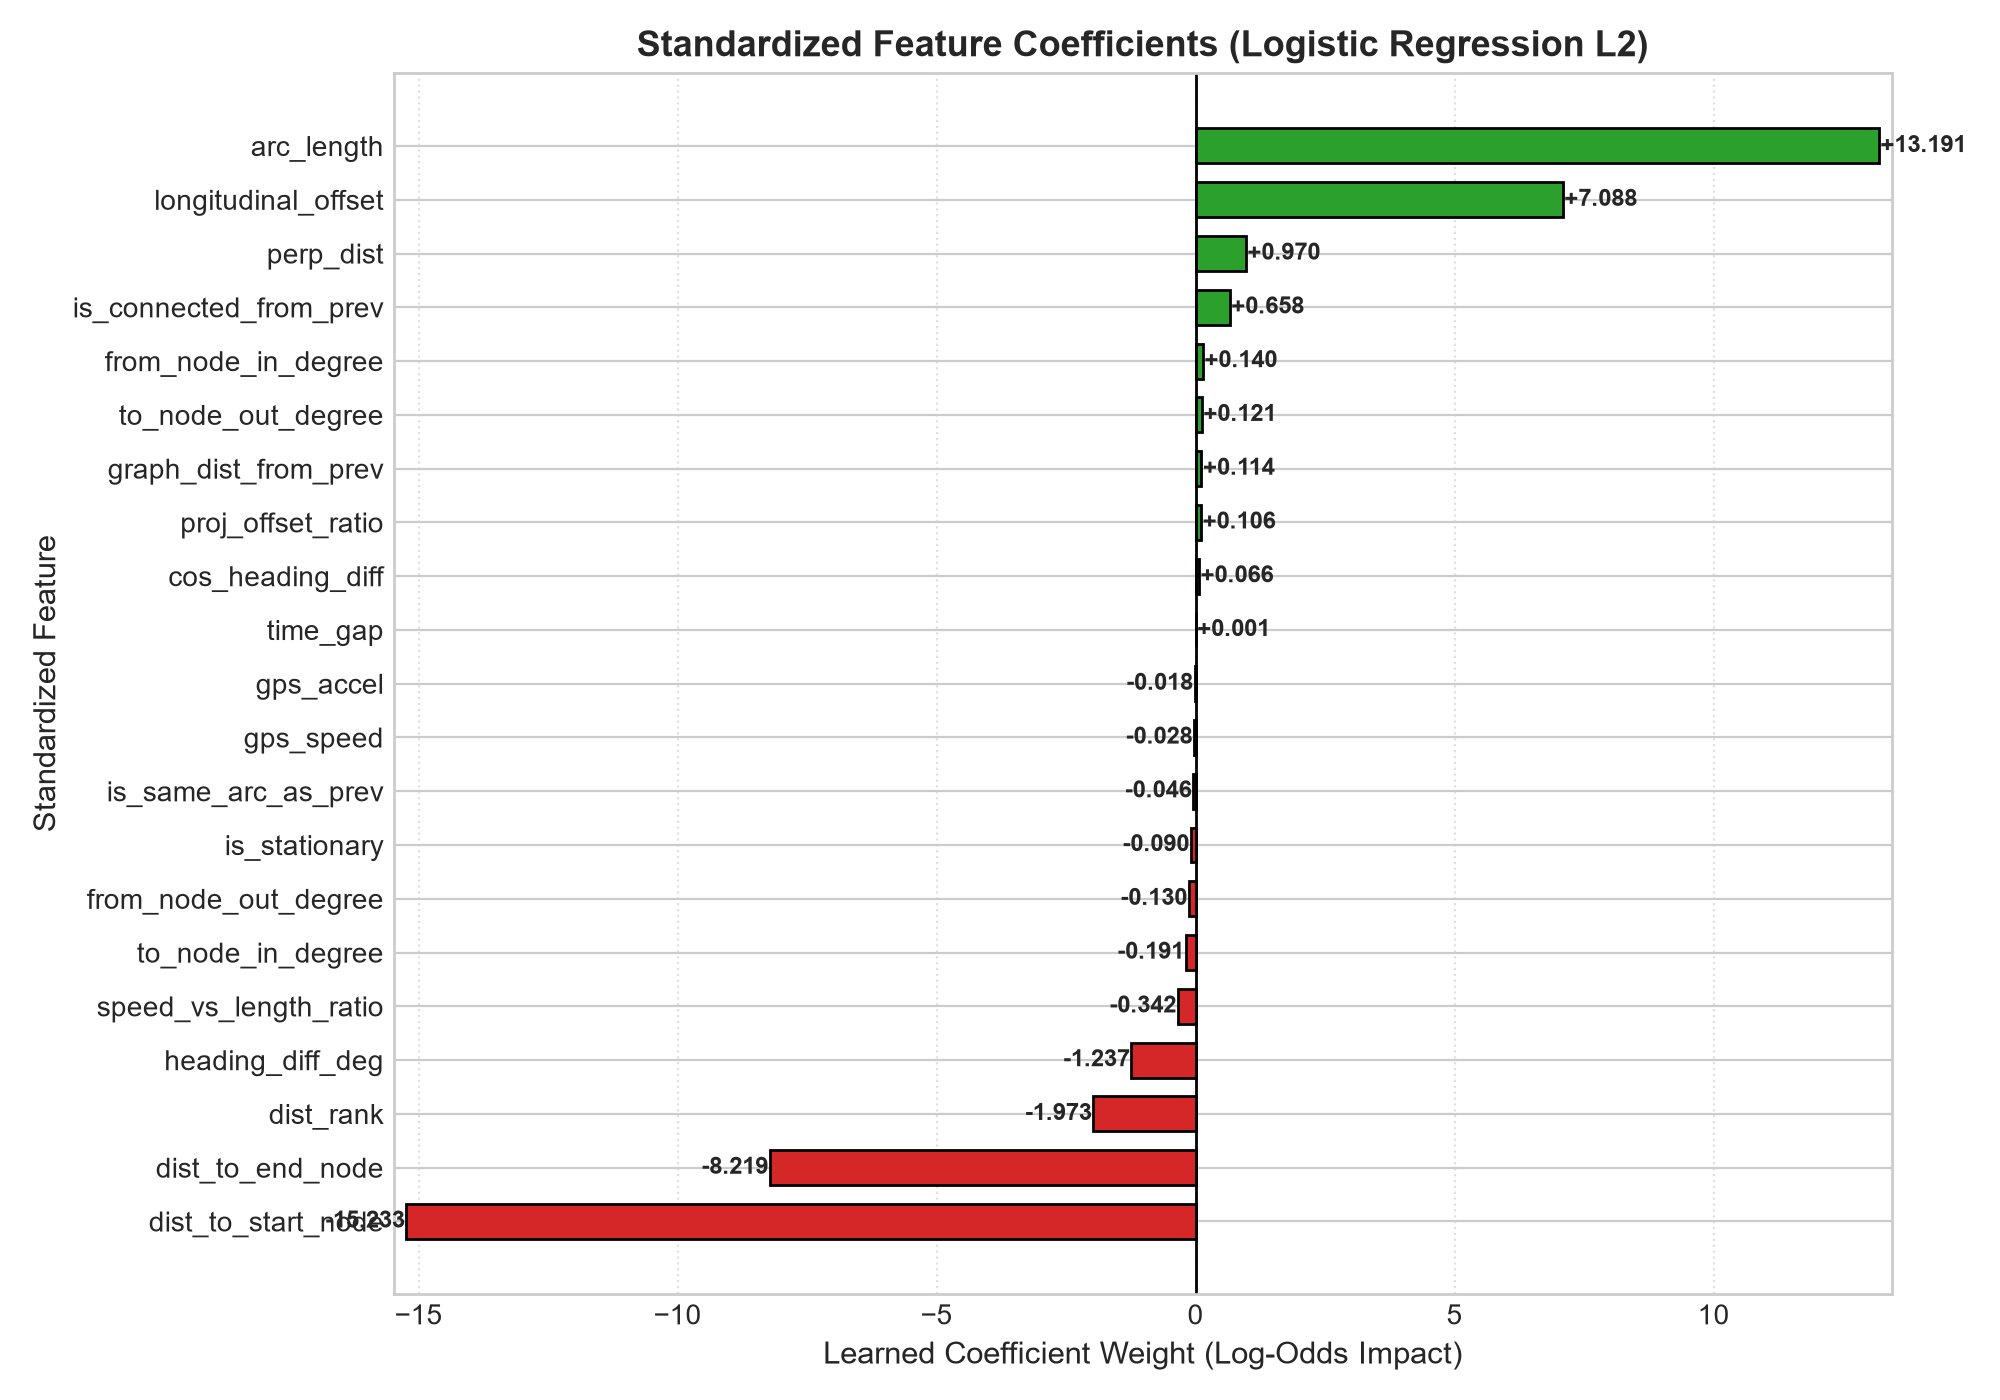 Standardized Feature Coefficients (Logistic Regression L2)
Standardized Feature
arc_length +13.191
longitudinal_offset +7.088
perp_dist +0.970
is_connected_from_prev +0.658
from_node_in_degree +0.140
to_node_out_degree +0.121
graph_dist_from_prev +0.114
proj_offset_ratio +0.106
cos_heading_diff +0.066
time_gap +0.001
gps_accel -0.018
gps_speed -0.028
is_same_arc_as_prev -0.046
is_stationary -0.090
from_node_out_degree -0.130
to_node_in_degree -0.191
speed_vs_length_ratio -0.342
heading_diff_deg -1.237
dist_rank -1.973
dist_to_end_node -8.219
dist_to_start_node -15.233
−15 −10 −5 0 5 10
Learned Coefficient Weight (Log-Odds Impact)